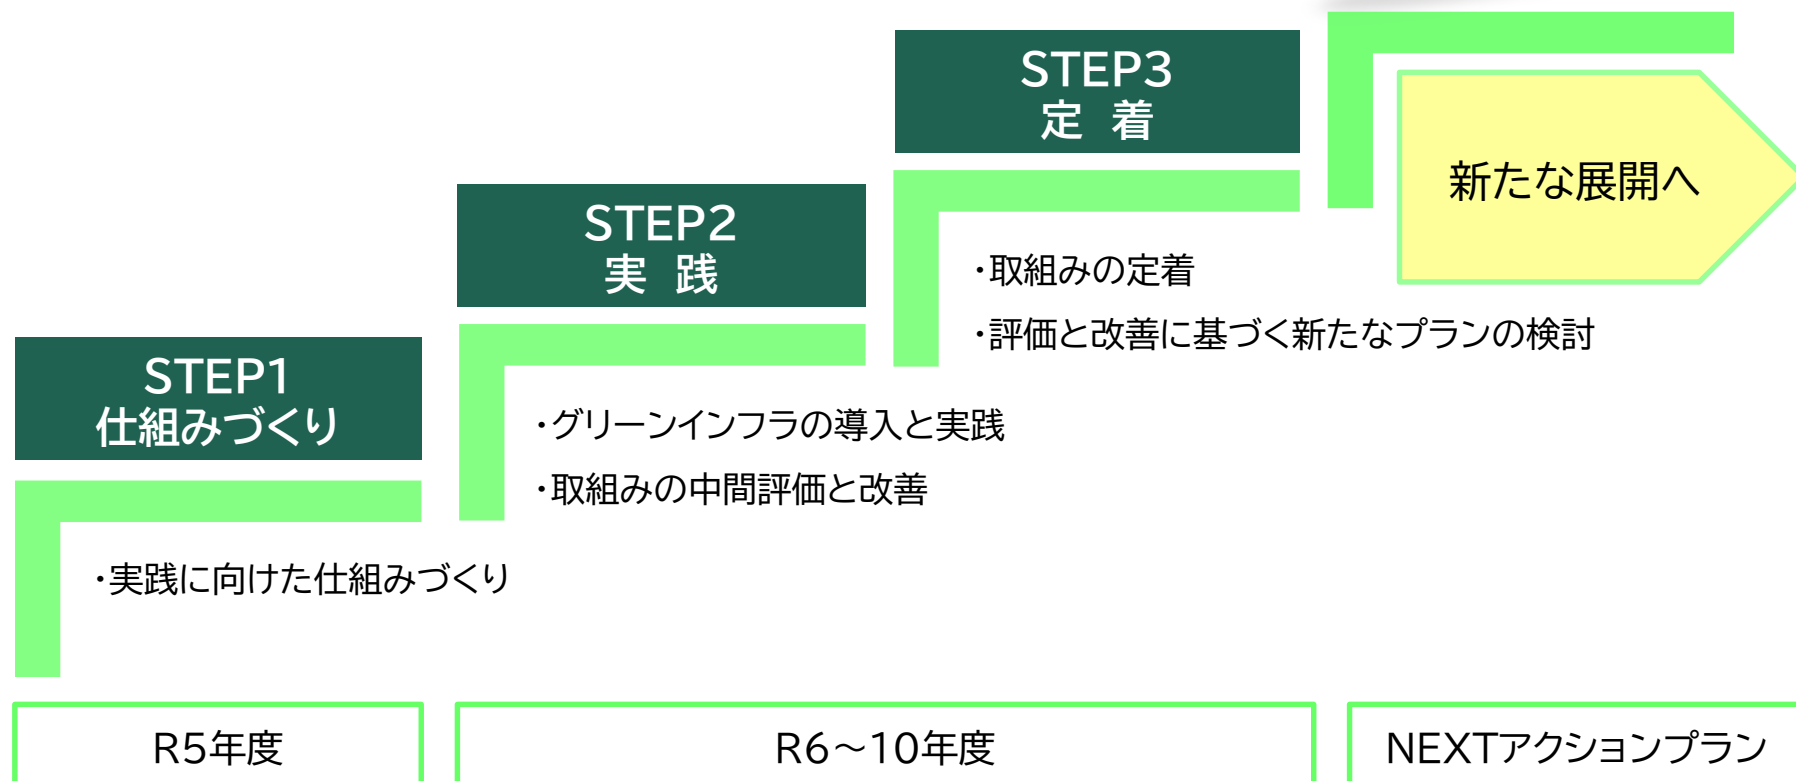 STEP1
仕組みづくり
・実践に向けた仕組みづくり
STEP2
実 践
・グリーンインフラの導入と実践
・取組みの中間評価と改善
STEP3
定 着
・取組みの定着
・評価と改善に基づく新たなプランの検討
新たな展開へ
R5年度
R6～10年度
NEXTアクションプラン